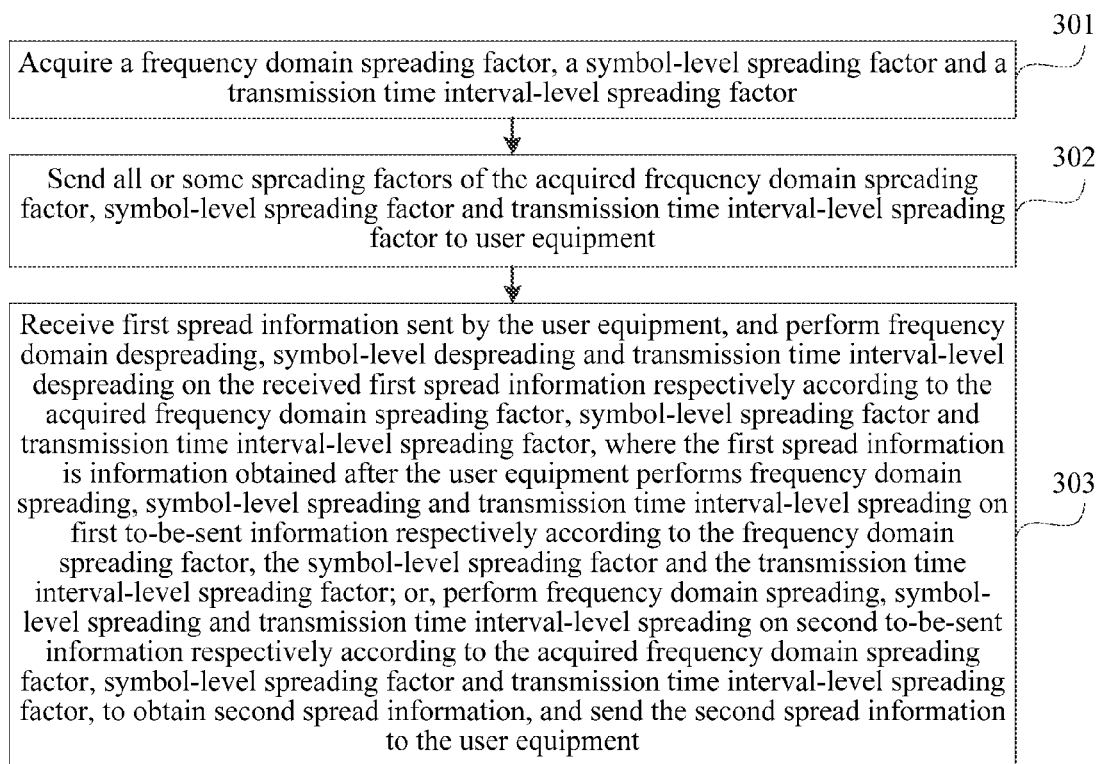 301
Acquire a frequency domain spreading factor, a symbol-level spreading factor and a
transmission time interval-level spreading factor
302
Send all or some spreading factors of the acquired frequency domain spreading
factor, symbol-level spreading factor and transmission time interval-level spreading
factor to user equipment
Receive first spread information sent by the user equipment, and perform frequency
domain despreading, symbol-level despreading and transmission time interval-level
despreading on the received first spread information respectively according to the
acquired frequency domain spreading factor, symbol-level spreading factor and
transmission time interval-level spreading factor, where the first spread information
is information obtained after the user equipment performs frequency domain
spreading, symbol-level spreading and transmission time interval-level spreading on
303
first to-be-sent information respectively according to the frequency domain
spreading factor, the symbol-level spreading factor and the transmission time
interval-level spreading factor; or, perform frequency domain spreading, symbol-
level spreading and transmission time interval-level spreading on second to-be-sent
information respectively according to the acquired frequency domain spreading
factor, symbol-level spreading factor and transmission time interval-level spreading
factor, to obtain second spread information, and send the second spread information
to the user equipment